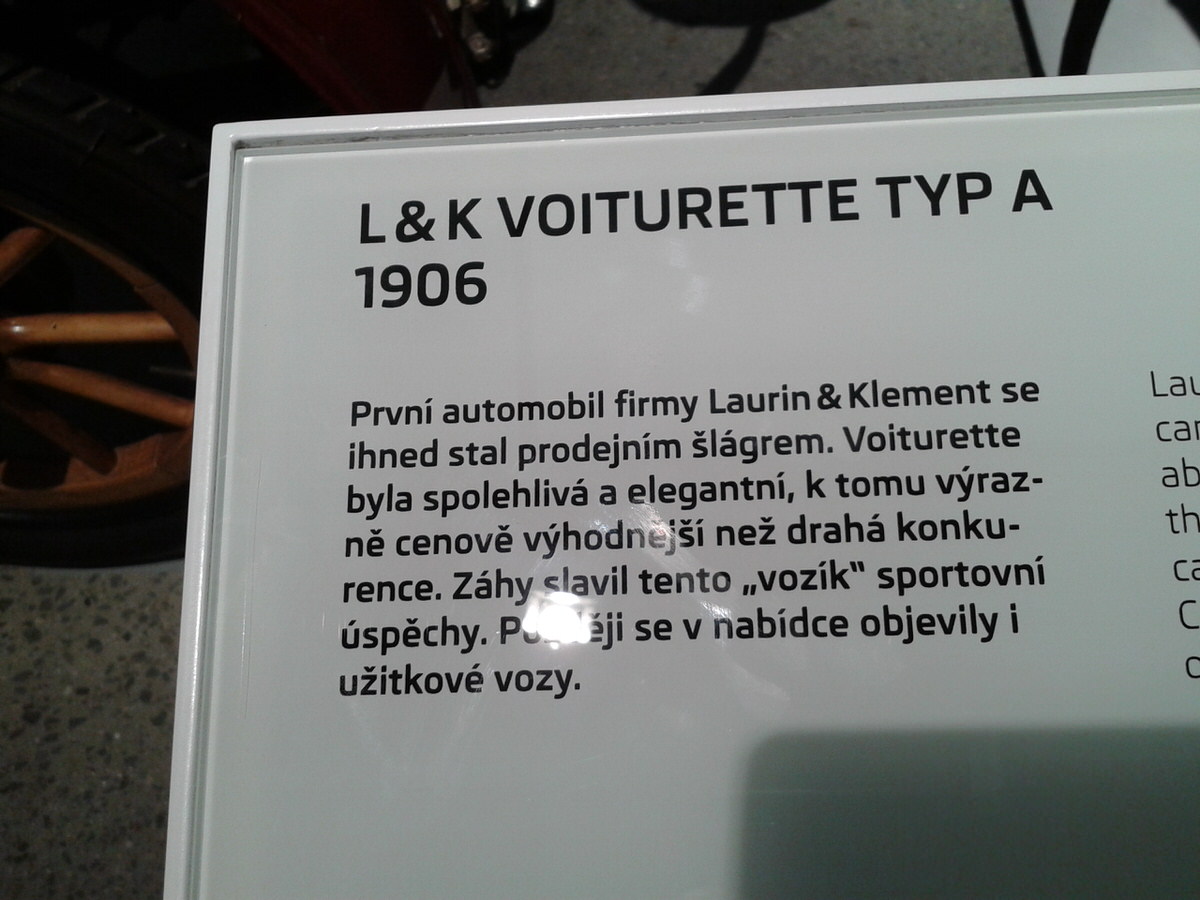 L & K VOITURETTE TYP A
1906
První automobil firmy Laurin & Klement se
ihned stal prodejním šlágrem. Voiturette
byla spolehlivá a elegantní, k tomu výraz-
ně cenově výhodnější než drahá konku-
rence. Záhy slavil tento „vozík“ sportovní
úspěchy. se v nabídce objevily i
užitkové vozy.